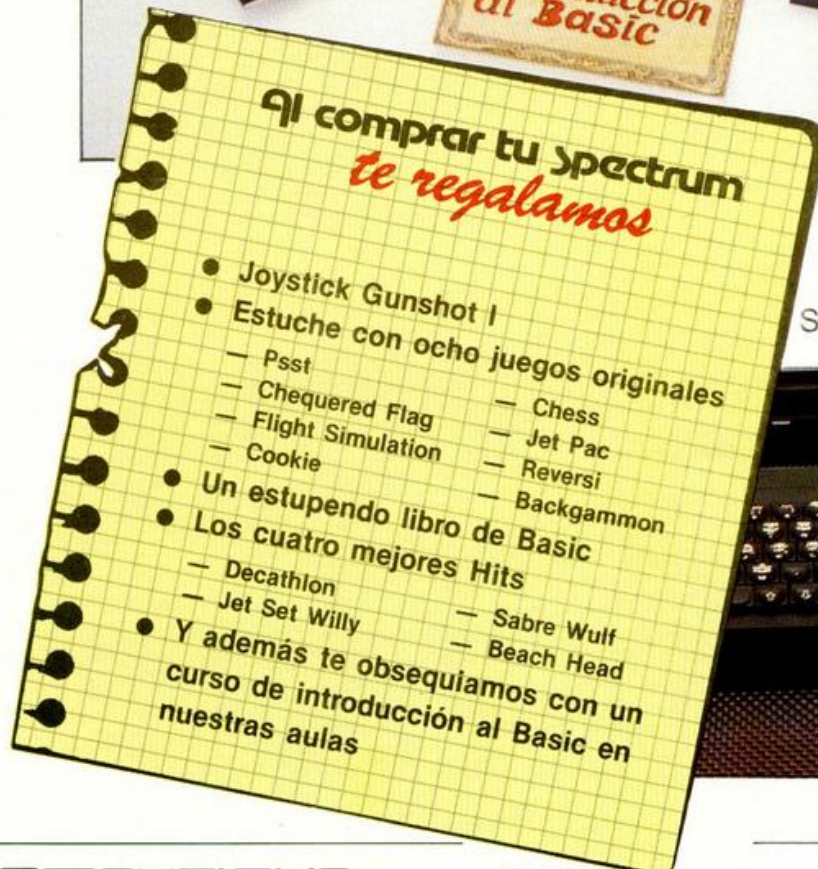 al Basic
Al comprar tu spectrum
te regalamos
● Joystick Gunshot I
● Estuche con ocho juegos originales
— Psst
— Chequered Flag
— Flight Simulation
— Cookie
— Chess
— Jet Pac
— Reversi
— Backgammon
● Un estupendo libro de Basic
● Los cuatro mejores Hits
— Decathlon
— Jet Set Willy
— Sabre Wulf
— Beach Head
● Y además te obsequiamos con un
curso de introducción al Basic en
nuestras aulas